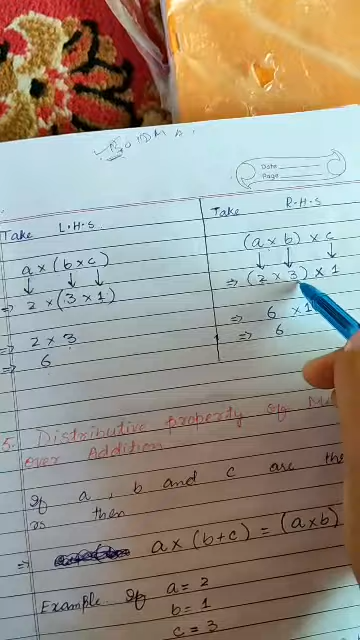 Date
Page
Take L.H.S
a × (b × c)
⇒ 2 × (3 × 1)
⇒ 2 × 3
⇒ 6
Take R.H.S
(a × b) × c
⇒ (2 × 3) × 1
⇒ 6 × 1
⇒ 6
5. Distributive property of
over Addition
If a, b and c are the
then
⇒ a × (b+c) = (a×b)
Example If a = 2
b = 1
c = 3